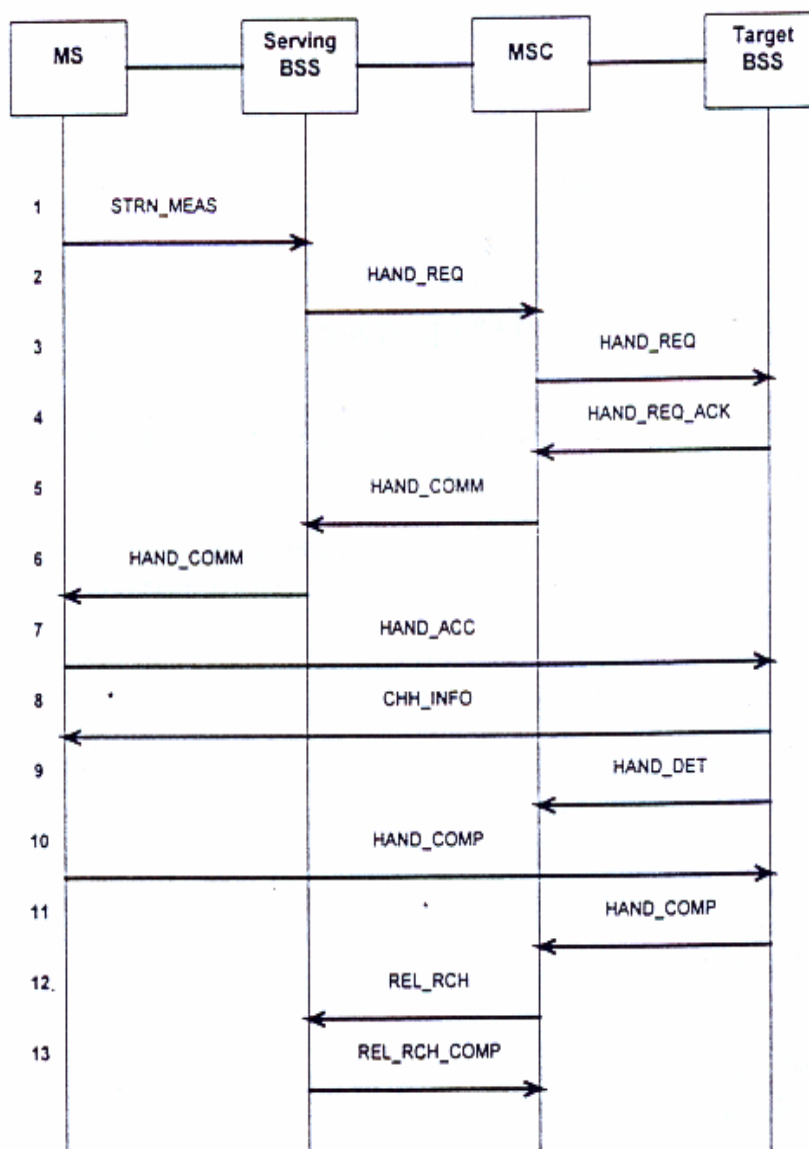 MS
Serving
BSS
MSC
Target
BSS
1 STRN_MEAS
2 HAND_REQ
3 HAND_REQ
4 HAND_REQ_ACK
5 HAND_COMM
6 HAND_COMM
7 HAND_ACC
8 CHH_INFO
9 HAND_DET
10 HAND_COMP
11 HAND_COMP
12 REL_RCH
13 REL_RCH_COMP